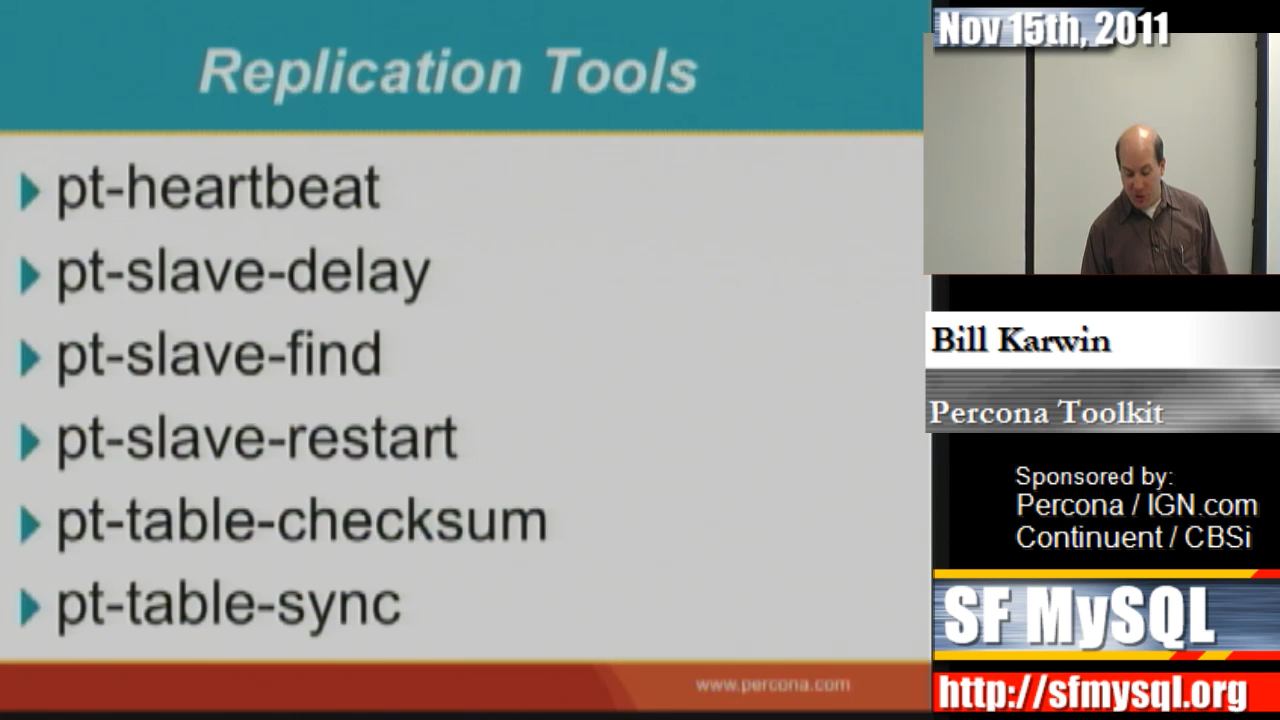 Replication Tools
pt-heartbeat
pt-slave-delay
pt-slave-find
pt-slave-restart
pt-table-checksum
pt-table-sync
www.percona.com
Nov 15th, 2011
Bill Karwin
Percona Toolkit
Sponsored by:
Percona / IGN.com
Continuent / CBSi
SF MySQL
http://sfmysql.org